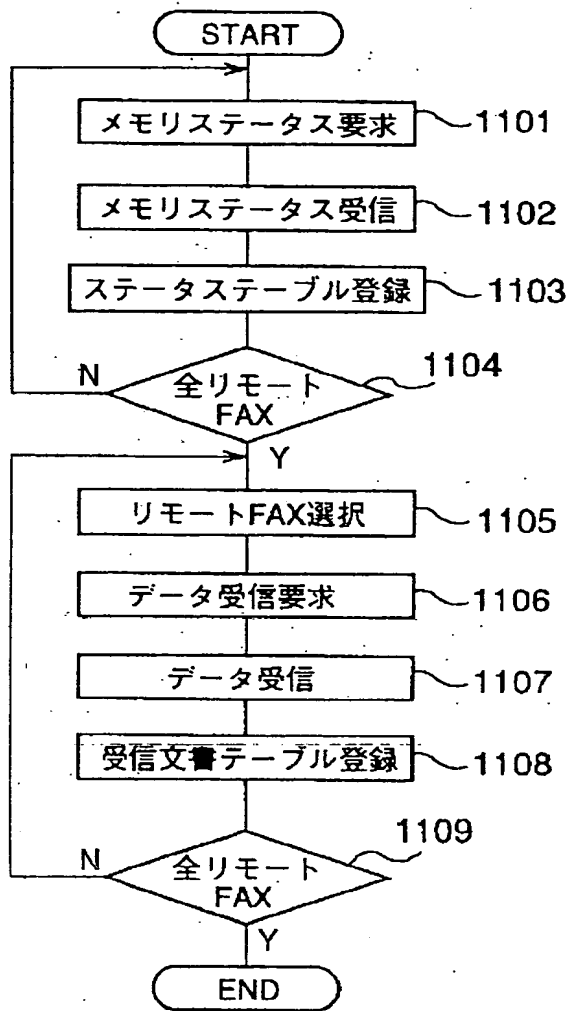 START
メモリステータス要求
1101
メモリステータス受信
1102
ステータステーブル登録
1103
全リモート
FAX
1104
N
Y
リモートFAX選択
1105
データ受信要求
1106
データ受信
1107
受信文書テーブル登録
1108
全リモート
FAX
1109
N
Y
END